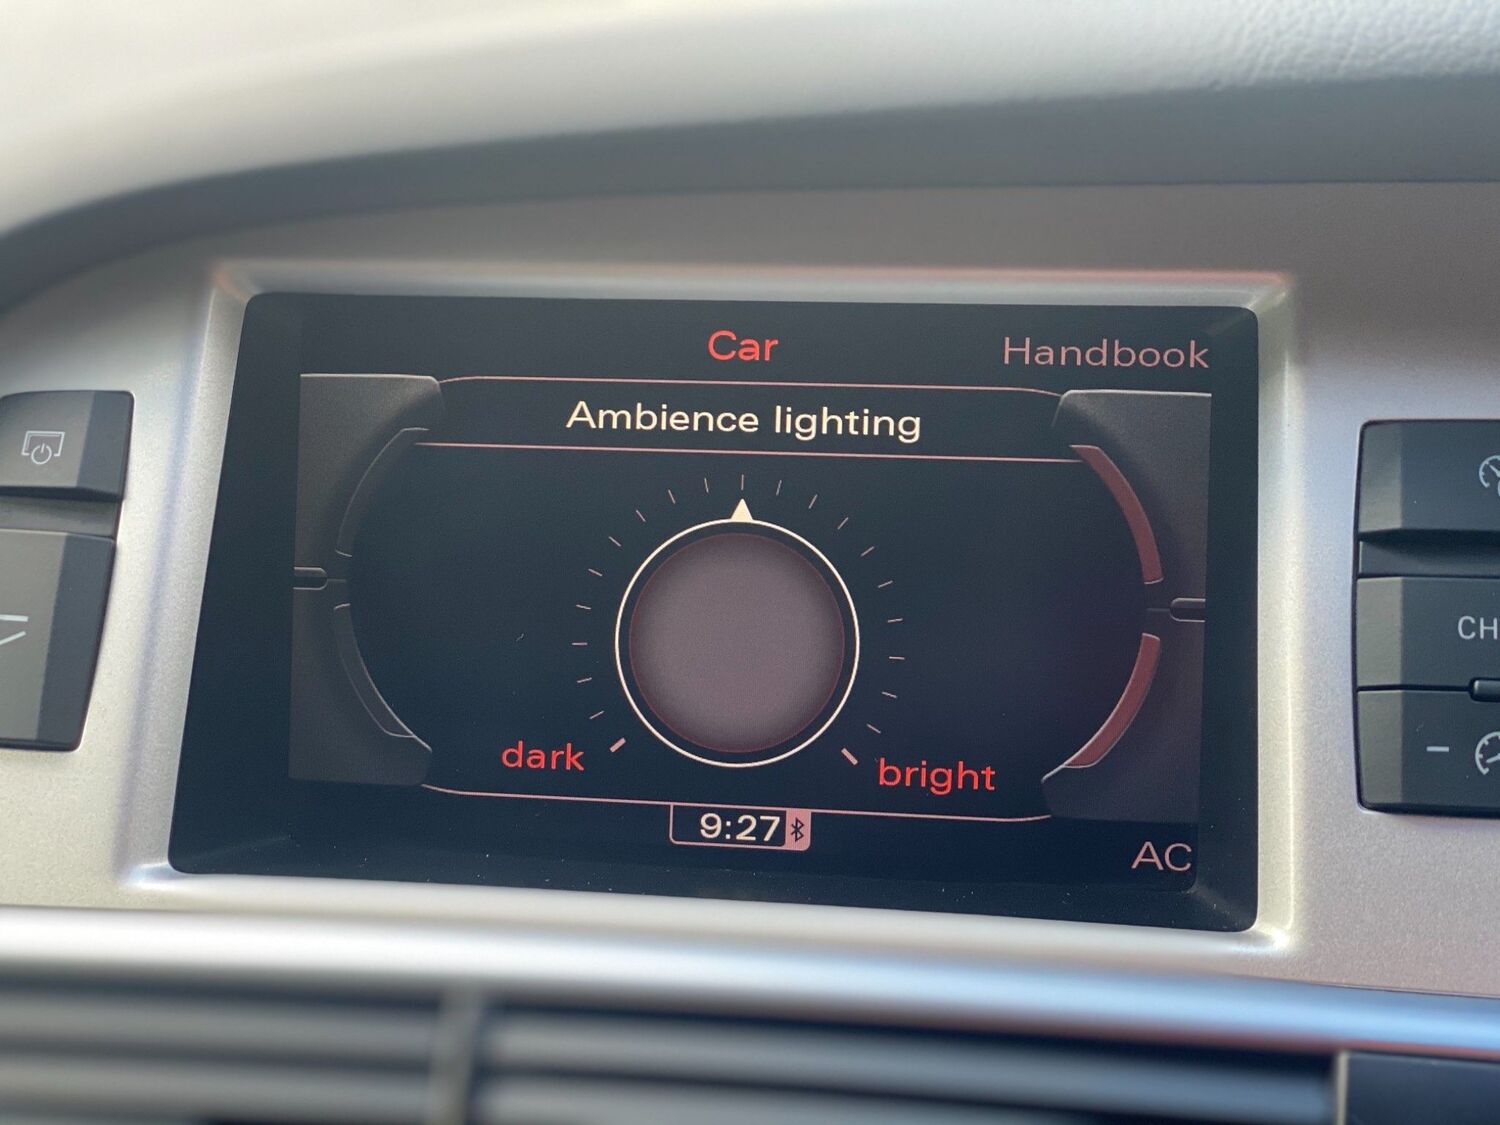 Car
Handbook
Ambience lighting
dark
bright
9:27
AC
CH